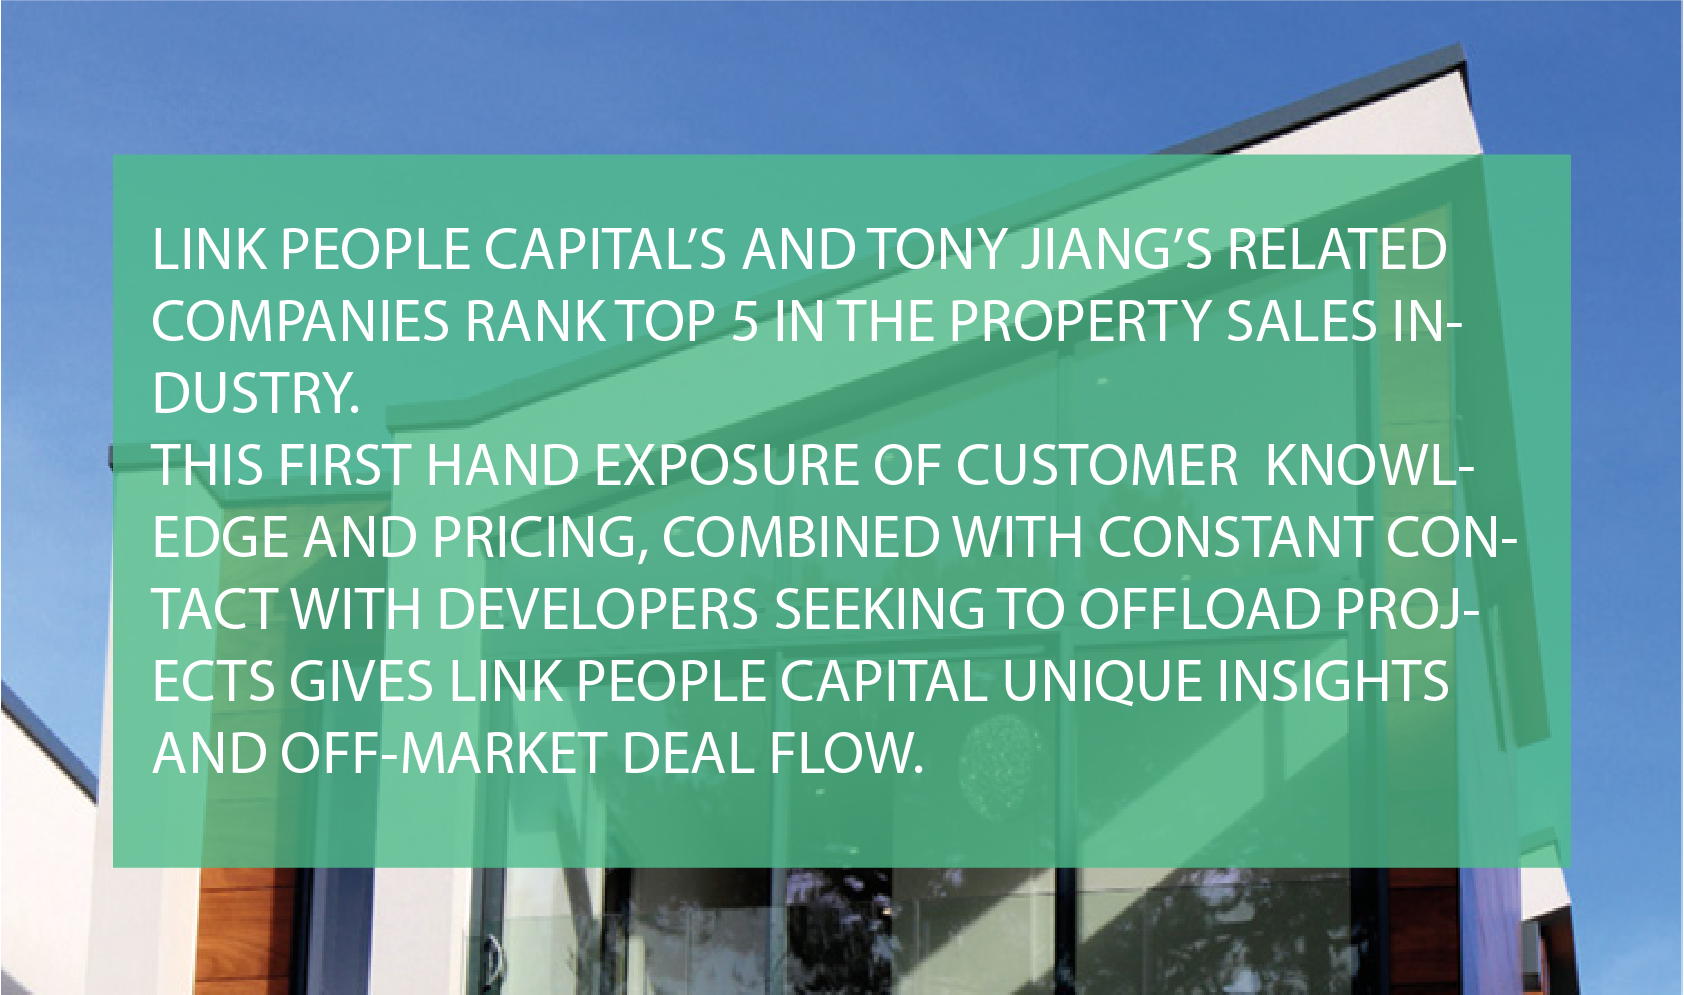 LINK PEOPLE CAPITAL’S AND TONY JIANG’S RELATED
COMPANIES RANK TOP 5 IN THE PROPERTY SALES IN-
DUSTRY.
THIS FIRST HAND EXPOSURE OF CUSTOMER  KNOWL-
EDGE AND PRICING, COMBINED WITH CONSTANT CON-
TACT WITH DEVELOPERS SEEKING TO OFFLOAD PROJ-
ECTS GIVES LINK PEOPLE CAPITAL UNIQUE INSIGHTS
AND OFF-MARKET DEAL FLOW.